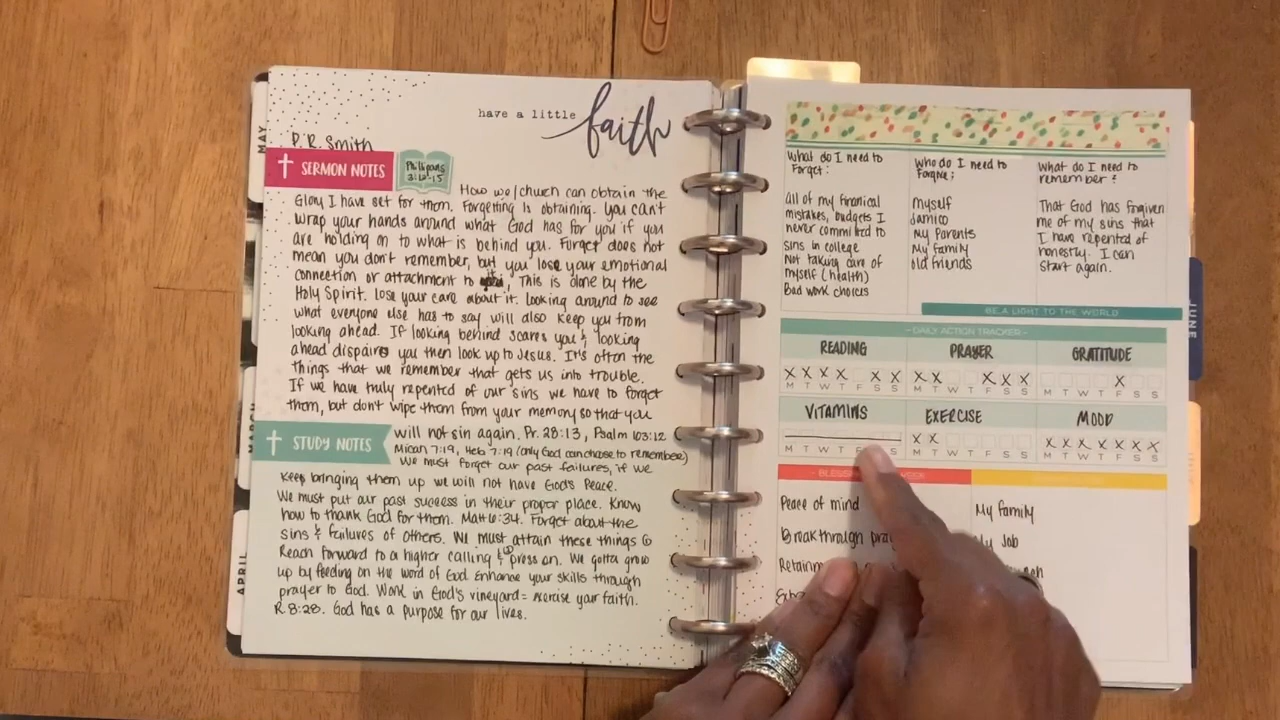 have a little
faith
P. R. Smith
SERMON NOTES
Phillipians
3:12-15
How we/church can obtain the
Glory I have set for them. Forgetting is obtaining. You can't
wrap your hands around what God has for you if you
are holding on to what is behind you. Forget does not
mean you don't remember, but you lose your emotional
connection or attachment to it. This is done by the
Holy Spirit. Lose your care about it. Looking around to see
what everyone else has to say will also keep you from
looking ahead. If looking behind scares you &, looking
ahead dispairs you then look up to Jesus. It's often the
things that we remember that gets us into trouble.
If we have truly repented of our sins we have to forget
them, but don't wipe them from your memory so that you
STUDY NOTES
will not sin again. Pr. 28:13, Psalm 103:12
Micah 7:19, Heb 7:19 (only God can choose to remember)
We must forget our past failures, if we
keep bringing them up we will not have God's Peace.
We must put our past success in their proper place. Know
how to thank God for them. Matt 6:34. Forget about the
sins & failures of others. We must attain these things to
Reach forward to a higher calling & press on. We gotta grow
up by feeding on the word of God. Enhance your skills through
prayer to God. Work in God's vineyard = exercise your faith.
R. 8:28. God has a purpose for our lives.
MAY
MARCH
APRIL
What do I need to
Forget:
All of my financial
mistakes, budgets I
never committed to
sins in college
Not taking care of
myself (health)
Bad work choices
Who do I need to
Forgive:
Myself
Jamico
My Parents
My family
old friends
What do I need to
remember?
That God has forgiven
me of my sins that
I have repented of
honestly. I can
start again.
BE A LIGHT TO THE WORLD
DAILY ACTION TRACKER
READING
X X X X X X
M T W T F S S
PRAYER
X X X X X
M T W T F S S
GRATITUDE
X
M T W T F S S
VITAMINS
M T W T F S
EXERCISE
X X
M T W T F S S
MOOD
X X X X X X X
M T W T F S S
Peace of mind
Breakthrough
My family
My Job
JUNE